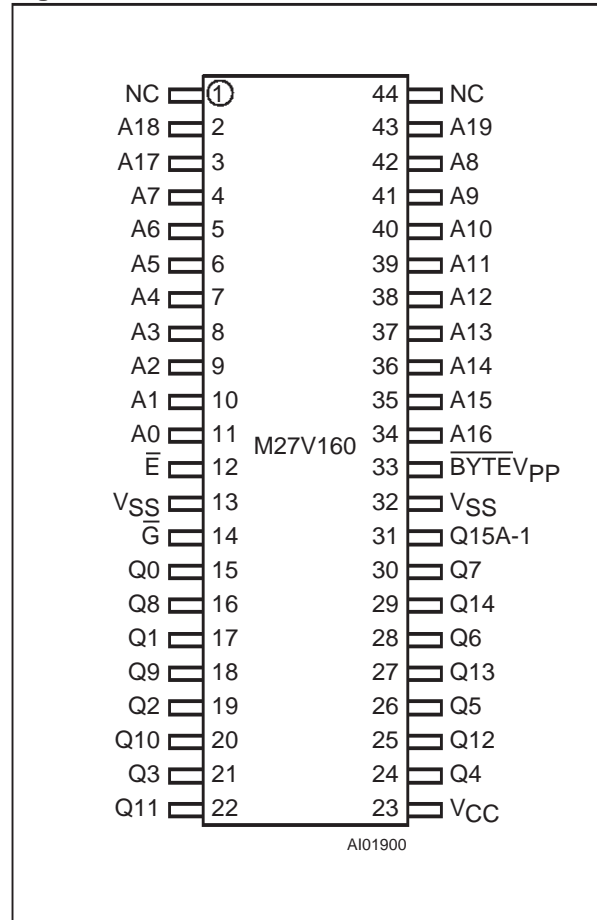 NC 1 44 NC
A18 2 43 A19
A17 3 42 A8
A7 4 41 A9
A6 5 40 A10
A5 6 39 A11
A4 7 38 A12
A3 8 37 A13
A2 9 36 A14
A1 10 35 A15
A0 11 34 A16
M27V160
E̅ 12 33 B̅Y̅T̅E̅VPP
VSS 13 32 VSS
G̅ 14 31 Q15A-1
Q0 15 30 Q7
Q8 16 29 Q14
Q1 17 28 Q6
Q9 18 27 Q13
Q2 19 26 Q5
Q10 20 25 Q12
Q3 21 24 Q4
Q11 22 23 VCC
AI01900